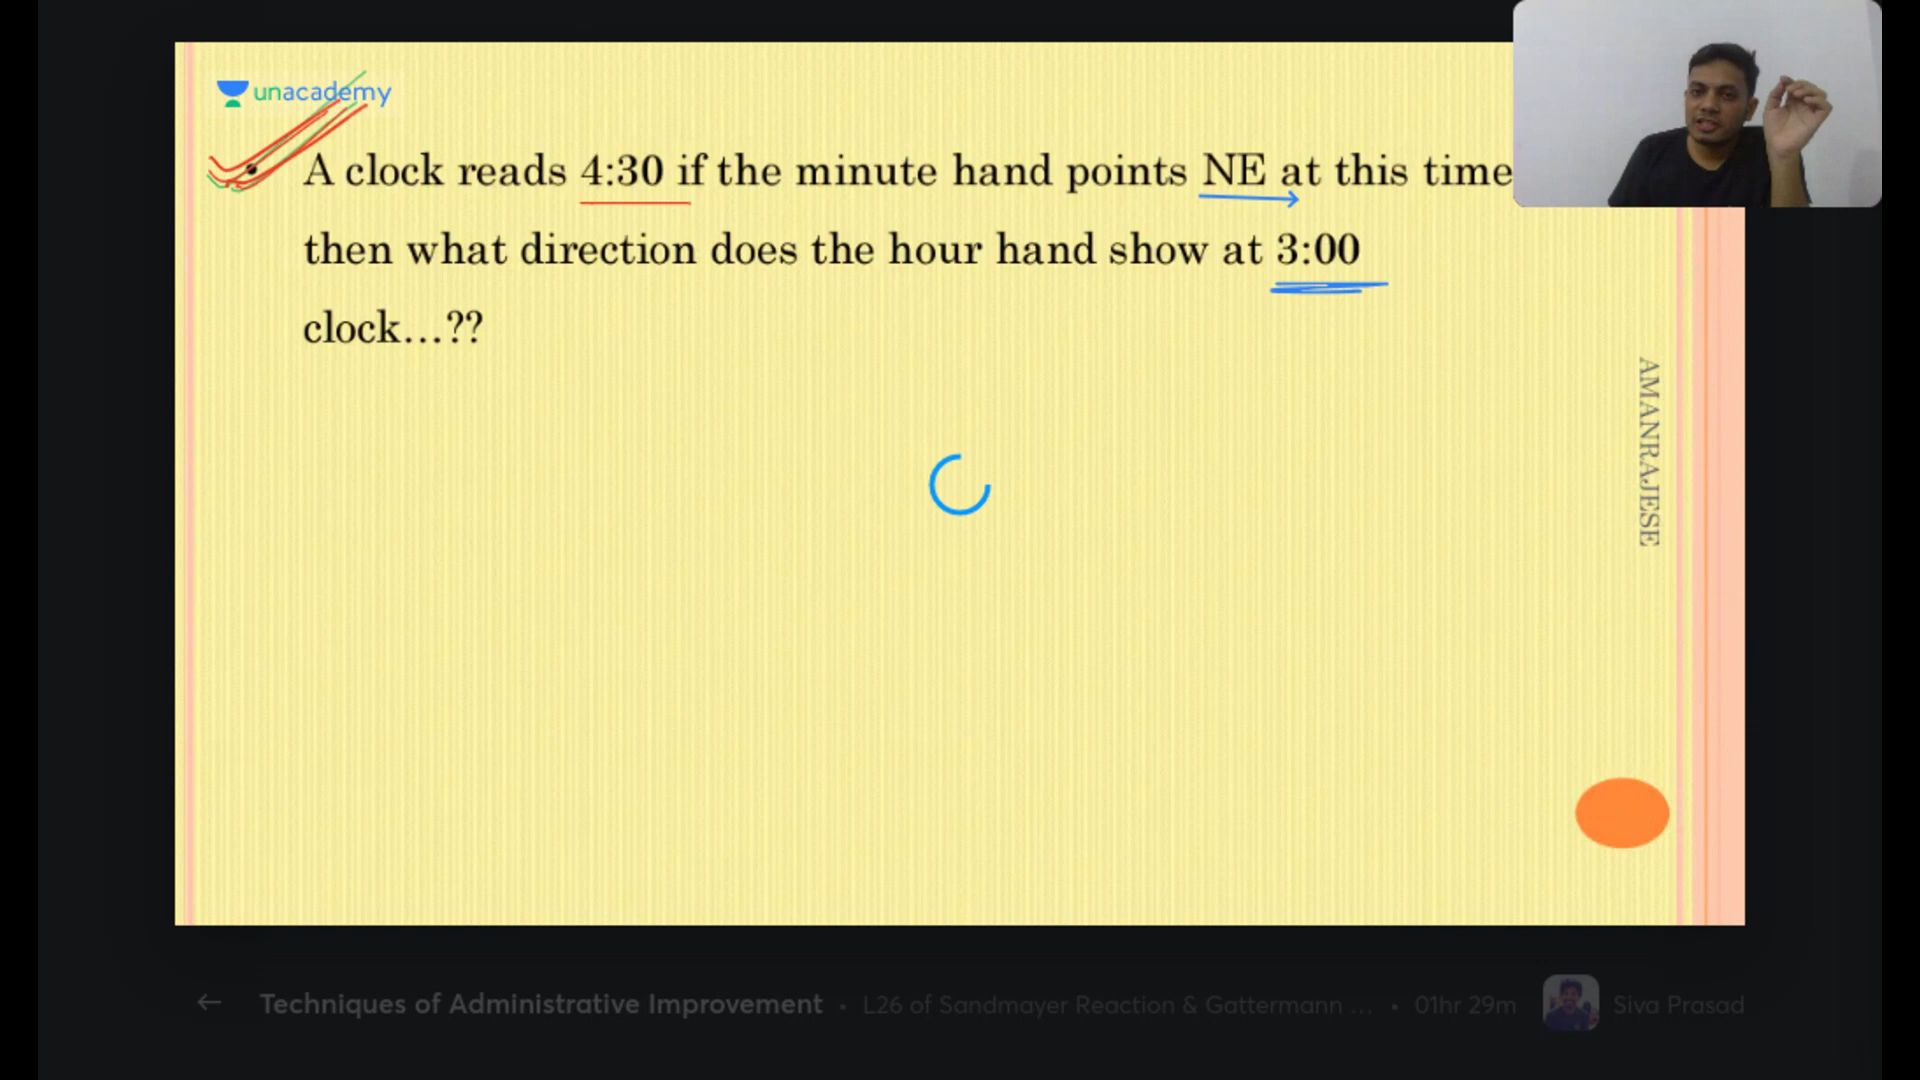 unacademy
A clock reads 4:30 if the minute hand points NE at this time
then what direction does the hour hand show at 3:00
clock…??
AMANRAJESE
Techniques of Administrative Improvement • L26 of Sandmayer Reaction & Gattermann ... • 01hr 29m Siva Prasad